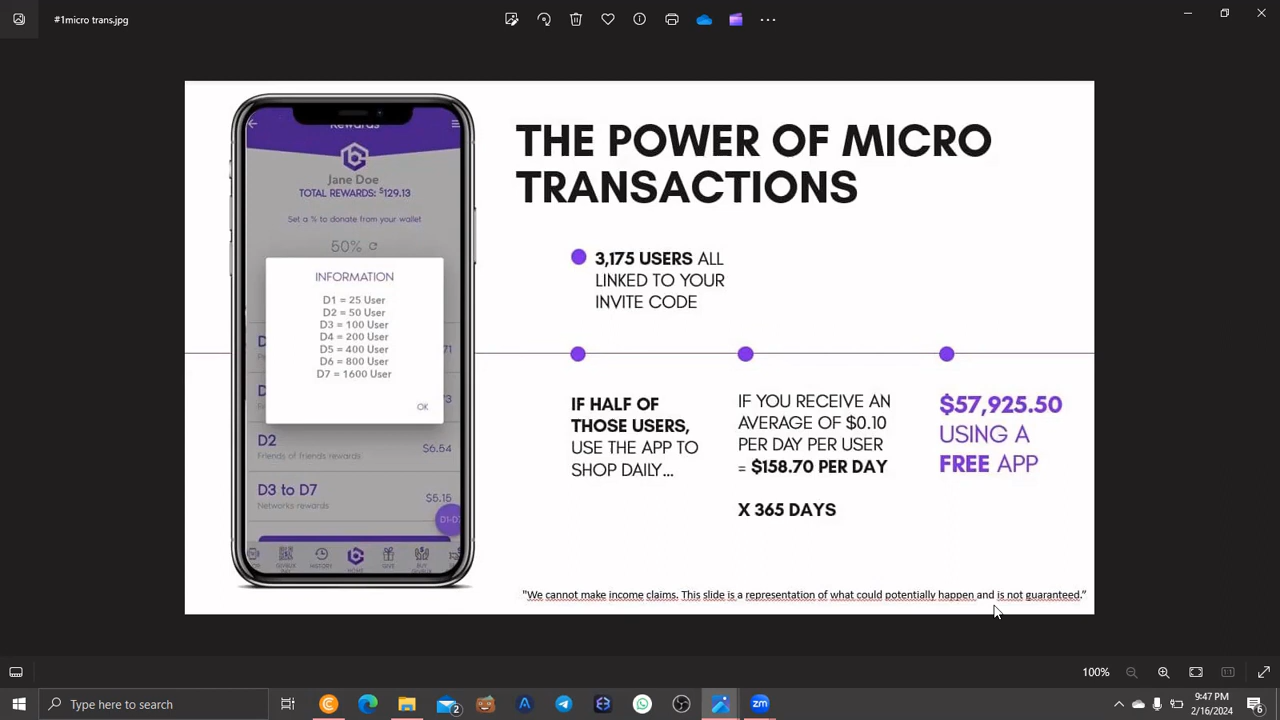 #1micro trans.jpg
Rewards
Jane Doe
TOTAL REWARDS: $129.13
Set a % to donate from your wallet
50%
INFORMATION
D1 = 25 User
D2 = 50 User
D3 = 100 User
D4 = 200 User
D5 = 400 User
D6 = 800 User
D7 = 1600 User
OK
D2
Friends of friends rewards
$6.54
D3 to D7
Networks rewards
$5.15
HISTORY
HOME
GIVE
THE POWER OF MICRO
TRANSACTIONS
3,175 USERS ALL
LINKED TO YOUR
INVITE CODE
IF HALF OF
THOSE USERS,
USE THE APP TO
SHOP DAILY...
IF YOU RECEIVE AN
AVERAGE OF $0.10
PER DAY PER USER
= $158.70 PER DAY
X 365 DAYS
$57,925.50
USING A
FREE APP
"We cannot make income claims. This slide is a representation of what could potentially happen and is not guaranteed."
100%
Type here to search
zm
9:47 PM
2/16/2024